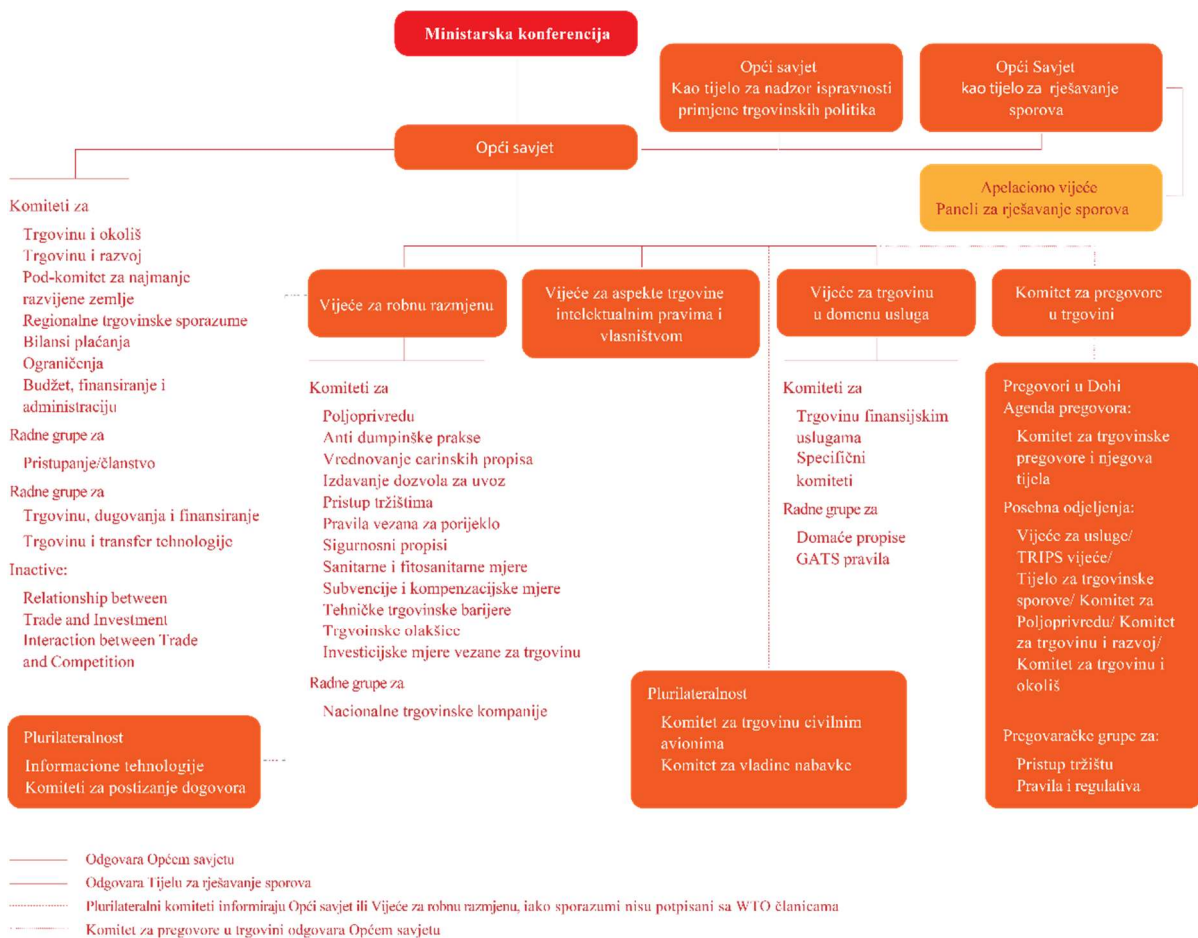 Ministarska konferencija
Opći savjet
Kao tijelo za nadzor ispravnosti
primjene trgovinskih politika
Opći Savjet
kao tijelo za rješavanje
sporova
Opći savjet
Apelaciono vijeće
Paneli za rješavanje sporova
Komiteti za
Trgovinu i okoliš
Trgovinu i razvoj
Pod-komitet za najmanje
razvijene zemlje
Regionalne trgovinske sporazume
Bilansi plaćanja
Ograničenja
Budžet, finansiranje i
administraciju
Radne grupe za
Pristupanje/članstvo
Radne grupe za
Trgovinu, dugovanja i finansiranje
Trgovinu i transfer tehnologije
Inactive:
Relationship between
Trade and Investment
Interaction between Trade
and Competition
Plurilateralnost
Informacione tehnologije
Komiteti za postizanje dogovora
Vijeće za robnu razmjenu
Komiteti za
Poljoprivredu
Anti dumpinške prakse
Vrednovanje carinskih propisa
Izdavanje dozvola za uvoz
Pristup tržištima
Pravila vezana za porijeklo
Sigurnosni propisi
Sanitarne i fitosanitarne mjere
Subvencije i kompenzacijske mjere
Tehničke trgovinske barijere
Trgvoinske olakšice
Investicijske mjere vezane za trgovinu
Radne grupe za
Nacionalne trgovinske kompanije
Vijeće za aspekte trgovine
intelektualnim pravima i
vlasništvom
Plurilateralnost
Komitet za trgovinu civilnim
avionima
Komitet za vladine nabavke
Vijeće za trgovinu
u domenu usluga
Komiteti za
Trgovinu finansijskim
uslugama
Specifični
komiteti
Radne grupe za
Domaće propise
GATS pravila
Komitet za pregovore
u trgovini
Pregovori u Dohi
Agenda pregovora:
Komitet za trgovinske
pregovore i njegova
tijela
Posebna odjeljenja:
Vijeće za usluge/
TRIPS vijeće/
Tijelo za trgovinske
sporove/ Komitet za
Poljoprivredu/ Komitet
za trgovinu i razvoj/
Komitet za trgovinu i
okoliš
Pregovaračke grupe za:
Pristup tržištu
Pravila i regulativa
Odgovara Općem savjetu
Odgovara Tijelu za rješavanje sporova
Plurilateralni komiteti informiraju Opći savjet ili Vijeće za robnu razmjenu, iako sporazumi nisu potpisani sa WTO članicama
Komitet za pregovore u trgovini odgovara Općem savjetu